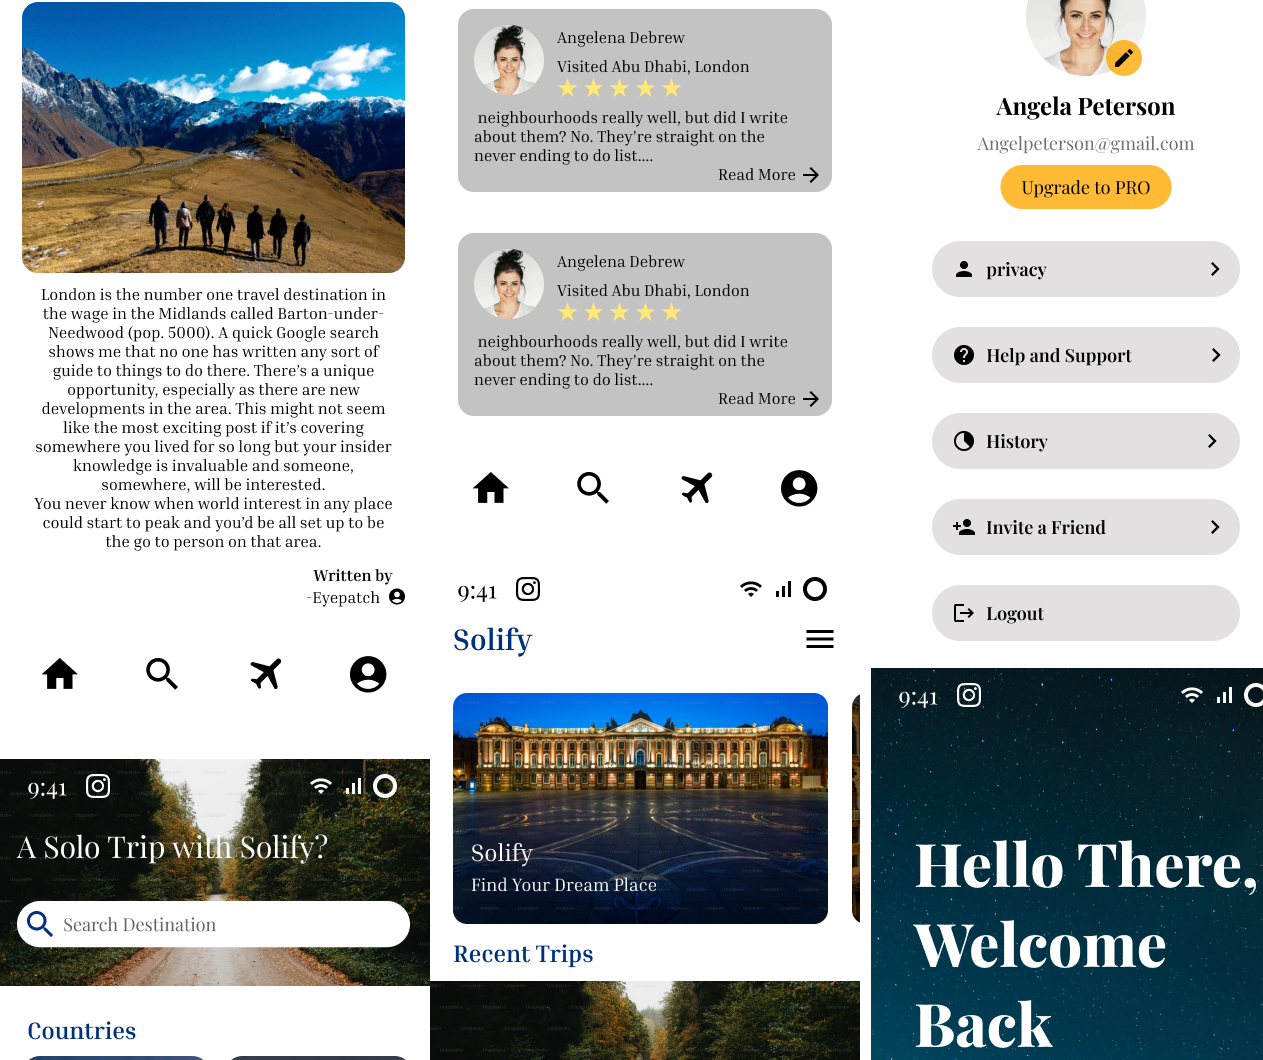 London is the number one travel destination in
the wage in the Midlands called Barton-under-
Needwood (pop. 5000). A quick Google search
shows me that no one has written any sort of
guide to things to do there. There’s a unique
opportunity, especially as there are new
developments in the area. This might not seem
like the most exciting post if it’s covering
somewhere you lived for so long but your insider
knowledge is invaluable and someone,
somewhere, will be interested.
You never know when world interest in any place
could start to peak and you’d be all set up to be
the go to person on that area.
Written by
-Eyepatch
9:41
A Solo Trip with Solify?
Search Destination
Countries
Angelena Debrew
Visited Abu Dhabi, London
neighbourhoods really well, but did I write
about them? No. They’re straight on the
never ending to do list....
Read More
Angelena Debrew
Visited Abu Dhabi, London
neighbourhoods really well, but did I write
about them? No. They’re straight on the
never ending to do list....
Read More
9:41
Solify
Solify
Find Your Dream Place
Recent Trips
Angela Peterson
Angelpeterson@gmail.com
Upgrade to PRO
privacy
Help and Support
History
Invite a Friend
Logout
9:41
Hello There,
Welcome
Back